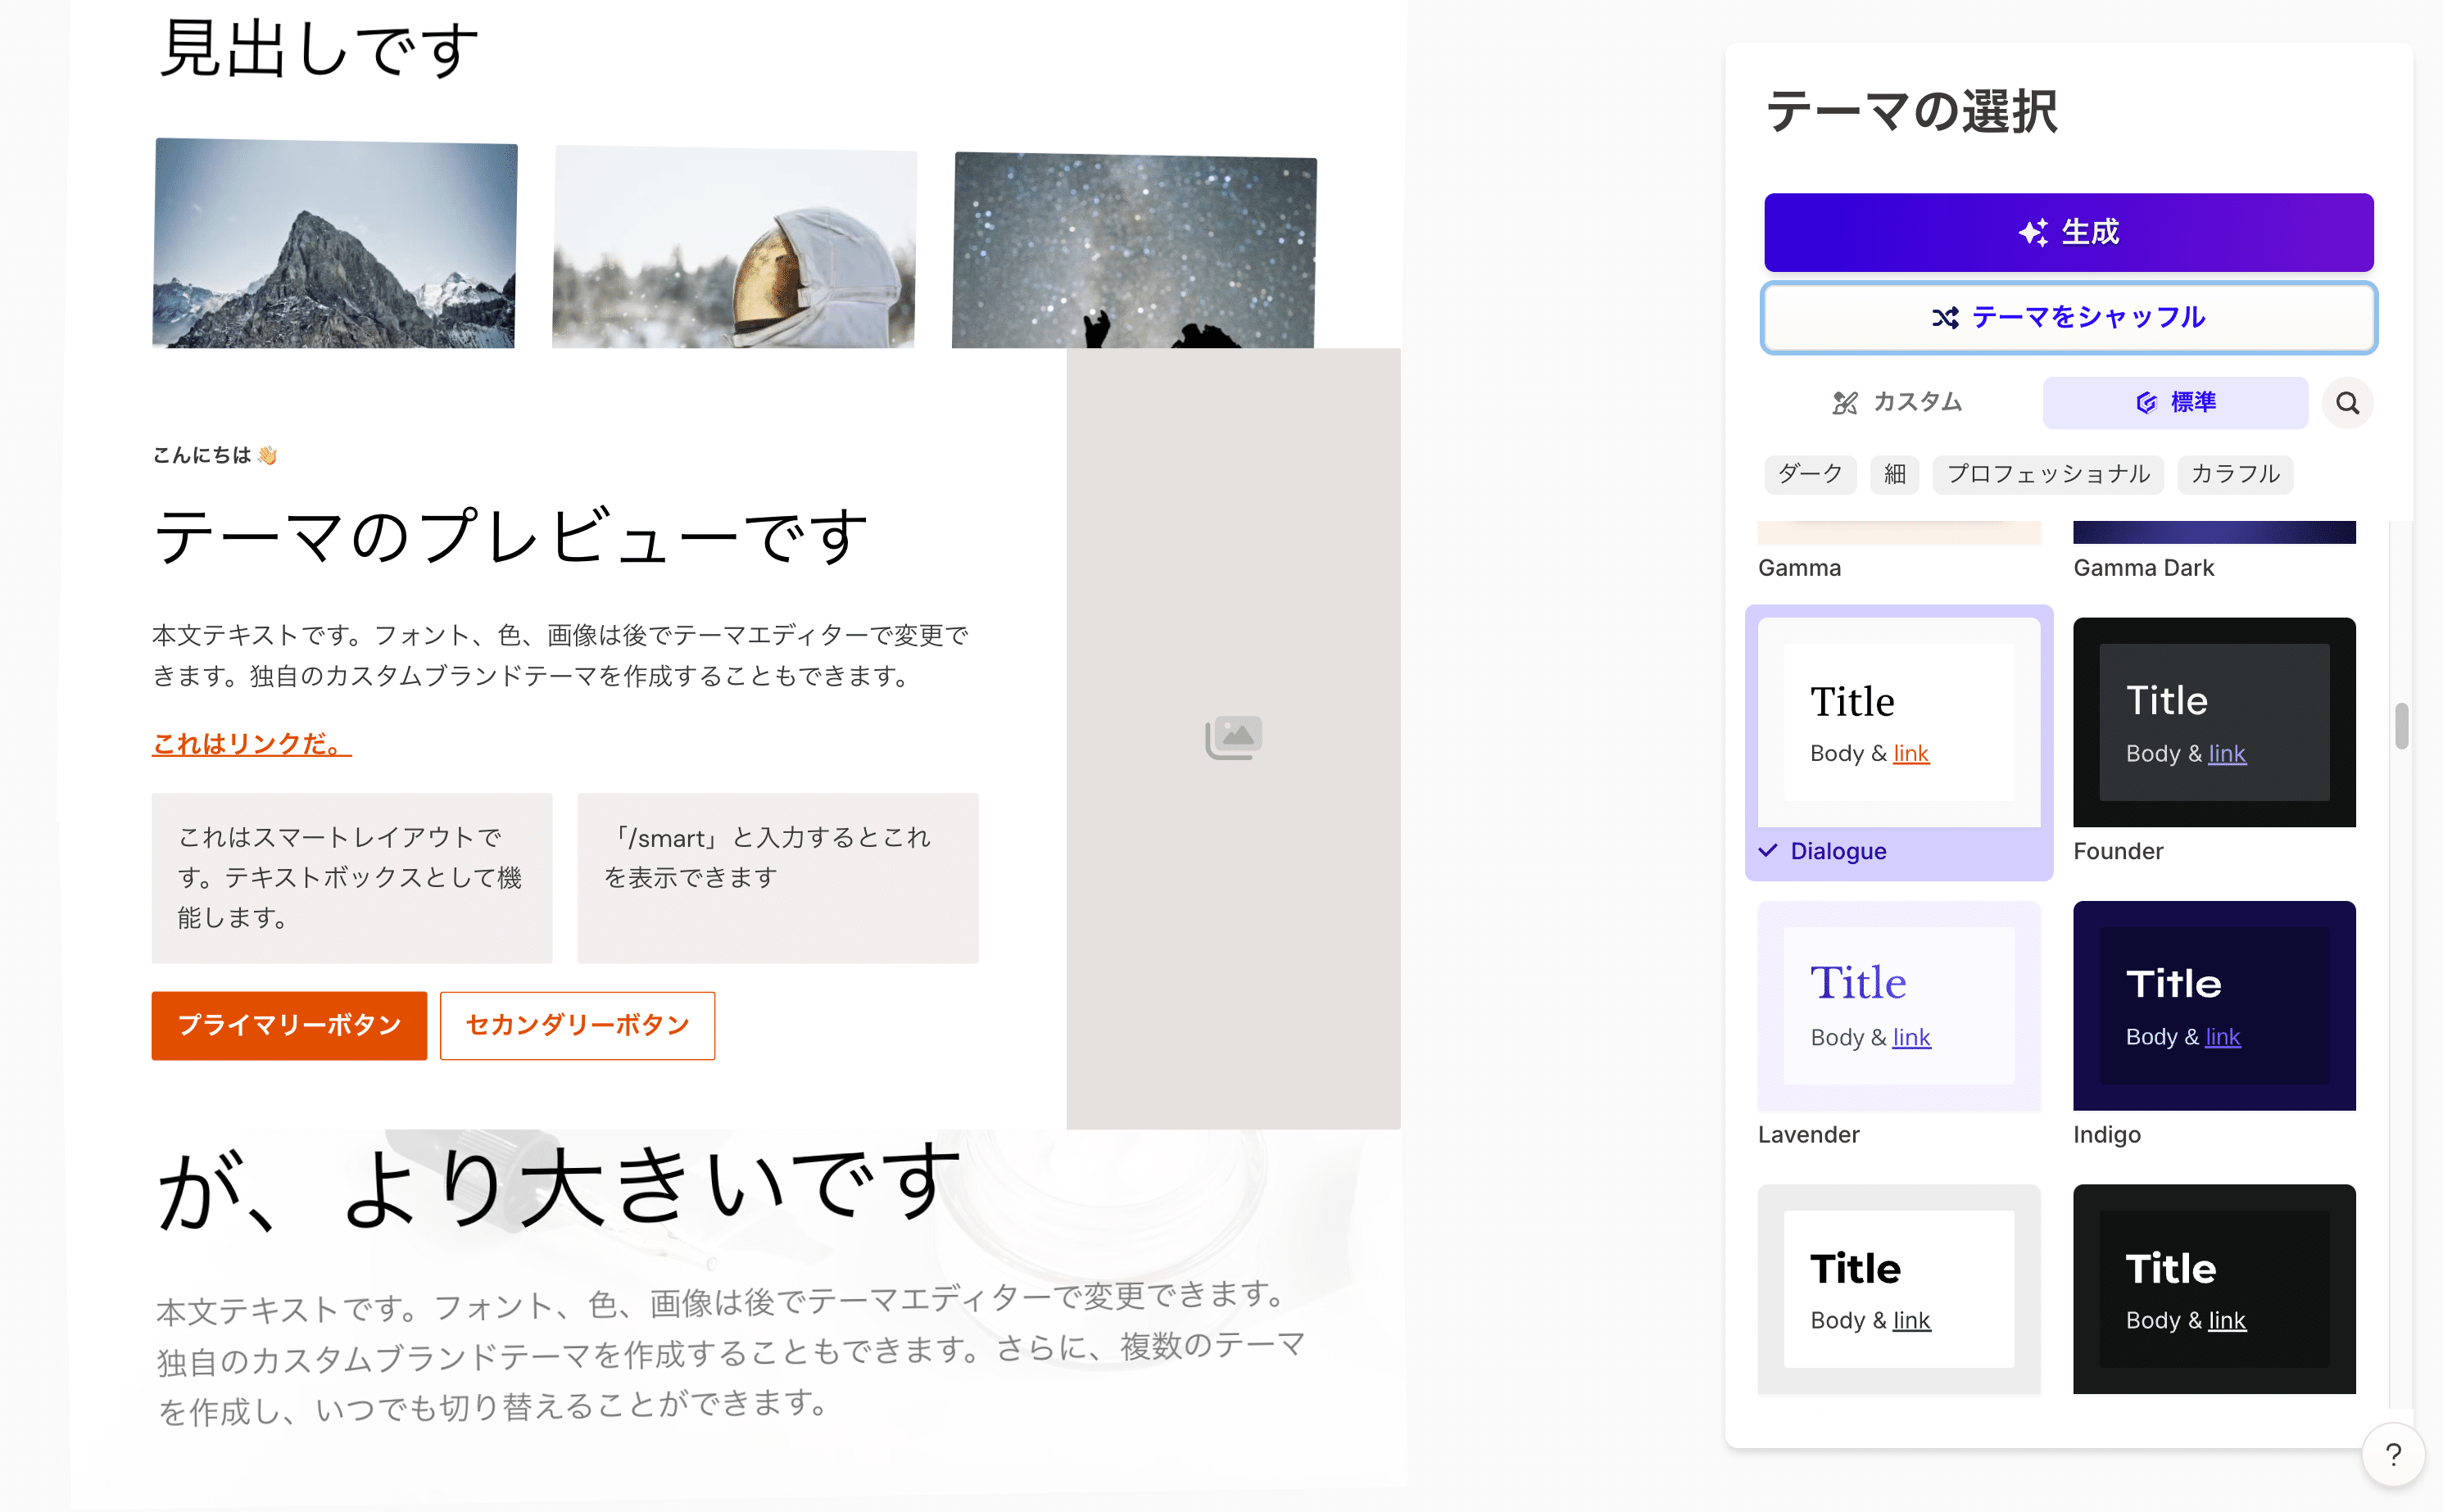 見出しです
こんにちは 👋
テーマのプレビューです
本文テキストです。フォント、色、画像は後でテーマエディターで変更で
きます。独自のカスタムブランドテーマを作成することもできます。
これはリンクだ。
これはスマートレイアウトで
す。テキストボックスとして機
能します。
「/smart」と入力するとこれ
を表示できます
プライマリーボタン
セカンダリーボタン
が、より大きいです
本文テキストです。フォント、色、画像は後でテーマエディターで変更できます。
独自のカスタムブランドテーマを作成することもできます。さらに、複数のテーマ
を作成し、いつでも切り替えることができます。
テーマの選択
生成
テーマをシャッフル
カスタム
標準
ダーク
細
プロフェッショナル
カラフル
Gamma
Gamma Dark
Title
Body & link
Dialogue
Title
Body & link
Founder
Title
Body & link
Lavender
Title
Body & link
Indigo
Title
Body & link
Title
Body & link
?